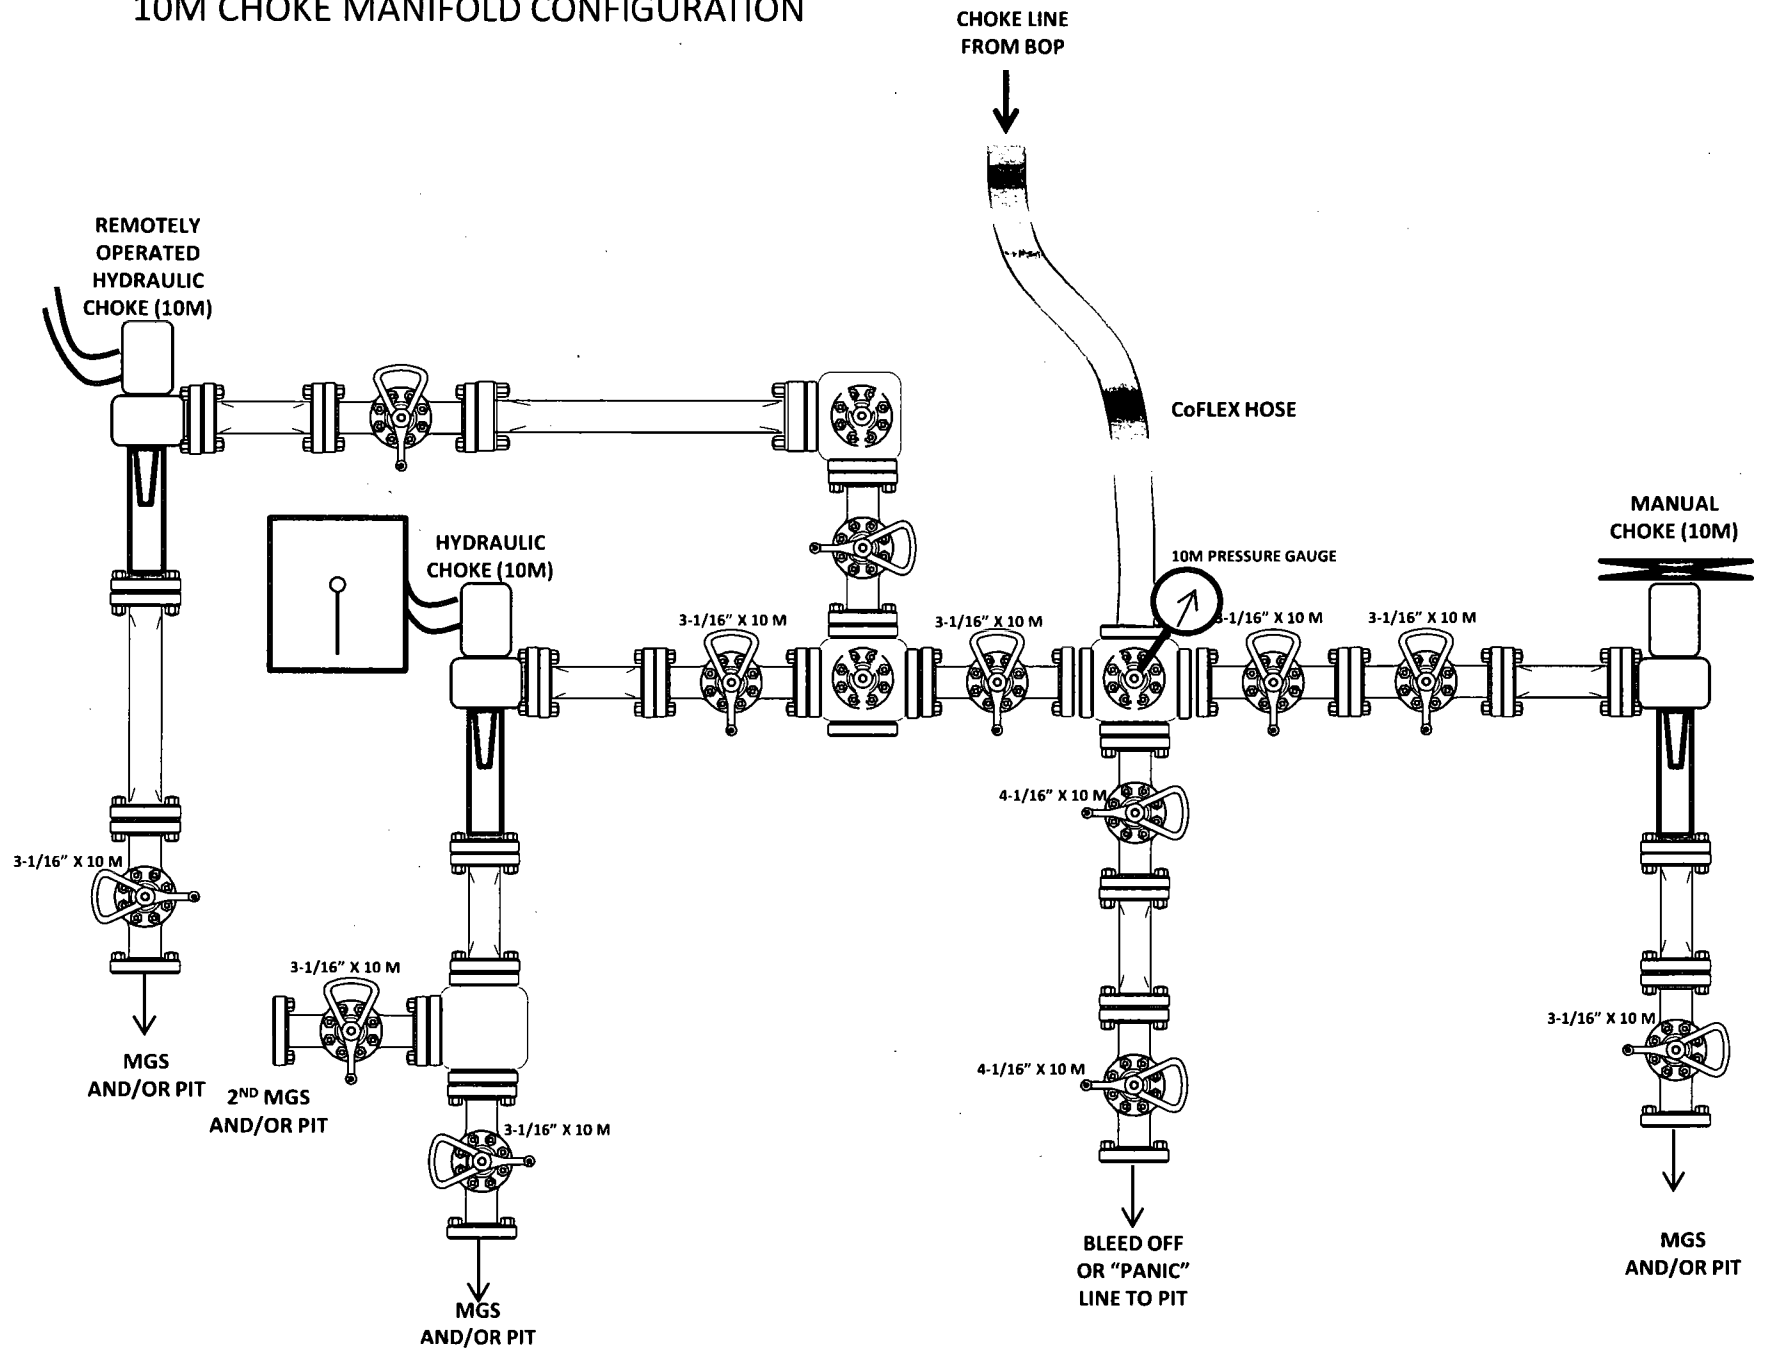 10M CHOKE MANIFOLD CONFIGURATION
CHOKE LINE
FROM BOP
REMOTELY
OPERATED
HYDRAULIC
CHOKE (10M)
CoFLEX HOSE
MANUAL
CHOKE (10M)
HYDRAULIC
CHOKE (10M)
10M PRESSURE GAUGE
3-1/16" X 10 M
3-1/16" X 10 M
3-1/16" X 10 M
3-1/16" X 10 M
4-1/16" X 10 M
3-1/16" X 10 M
3-1/16" X 10 M
3-1/16" X 10 M
4-1/16" X 10 M
MGS
AND/OR PIT
2ND MGS
AND/OR PIT
3-1/16" X 10 M
BLEED OFF
OR “PANIC”
LINE TO PIT
MGS
AND/OR PIT
MGS
AND/OR PIT